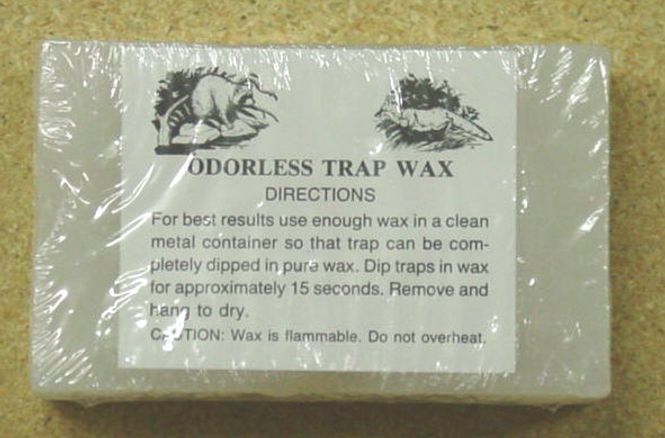 ODORLESS TRAP WAX
DIRECTIONS
For best results use enough wax in a clean
metal container so that trap can be com-
pletely dipped in pure wax. Dip traps in wax
for approximately 15 seconds. Remove and
hang to dry.
CAUTION: Wax is flammable. Do not overheat.